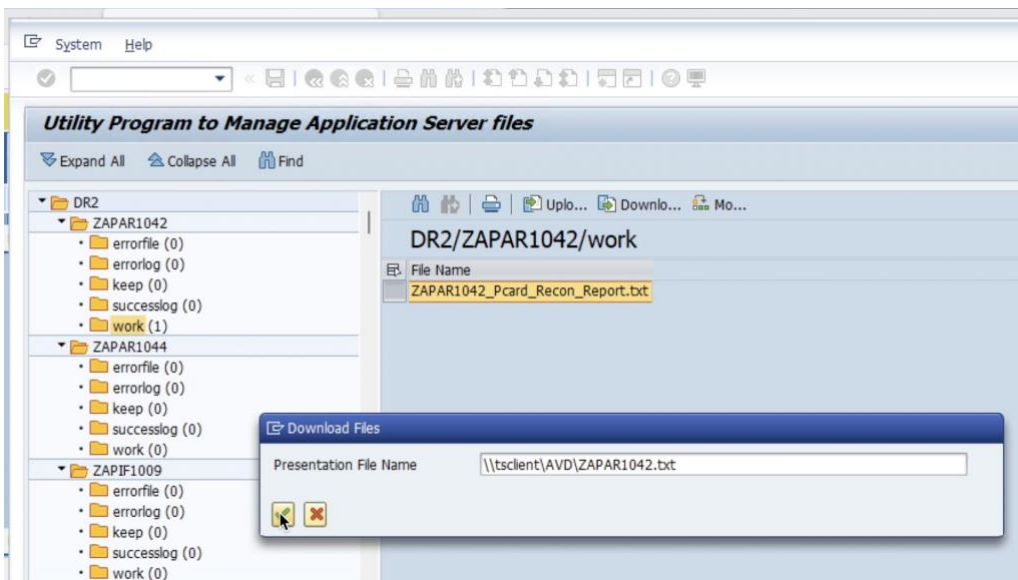 System Help
Utility Program to Manage Application Server files
Expand All Collapse All Find
DR2
ZAPAR1042
errorfile (0)
errorlog (0)
keep (0)
successlog (0)
work (1)
ZAPAR1044
errorfile (0)
errorlog (0)
keep (0)
successlog (0)
work (0)
ZAPIF1009
errorfile (0)
errorlog (0)
keep (0)
successlog (0)
work (0)
Uplo... Downlo... Mo...
DR2/ZAPAR1042/work
File Name
ZAPAR1042_Pcard_Recon_Report.txt
Download Files
Presentation File Name \\tsclient\AVD\ZAPAR1042.txt